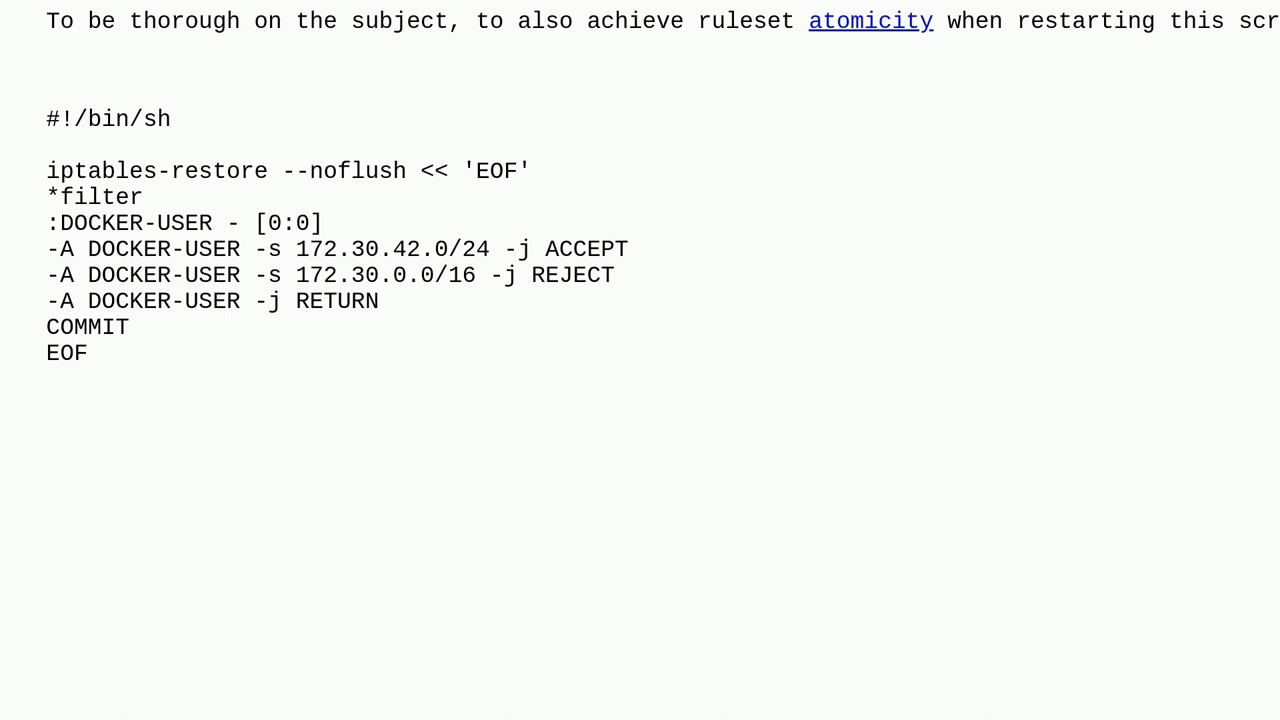 To be thorough on the subject, to also achieve ruleset atomicity when restarting this scr
#!/bin/sh
iptables-restore --noflush << 'EOF'
*filter
:DOCKER-USER - [0:0]
-A DOCKER-USER -s 172.30.42.0/24 -j ACCEPT
-A DOCKER-USER -s 172.30.0.0/16 -j REJECT
-A DOCKER-USER -j RETURN
COMMIT
EOF